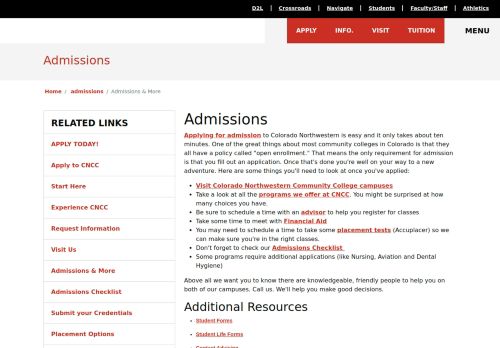 D2L | Crossroads | Navigate | Students | Faculty/Staff | Athletics
APPLY INFO. VISIT TUITION MENU
Admissions
Home / admissions / Admissions & More
RELATED LINKS
APPLY TODAY!
Apply to CNCC
Start Here
Experience CNCC
Request Information
Visit Us
Admissions & More
Admissions Checklist
Submit your Credentials
Placement Options
Admissions
Applying for admission to Colorado Northwestern is easy and it only takes about ten
minutes. One of the great things about most community colleges in Colorado is that they
all have a policy called "open enrollment." That means the only requirement for admission
is that you fill out an application. Once that's done you're well on your way to a new
adventure. Here are some things you'll need to look at once you've applied:
• Visit Colorado Northwestern Community College campuses
• Take a look at all the programs we offer at CNCC. You might be surprised at how
many choices you have.
• Be sure to schedule a time with an advisor to help you register for classes
• Take some time to meet with Financial Aid
• You may need to schedule a time to take some placement tests (Accuplacer) so we
can make sure you're in the right classes.
• Don't forget to check our Admissions Checklist
• Some programs require additional applications (like Nursing, Aviation and Dental
Hygiene)
Above all we want you to know there are knowledgeable, friendly people to help you on
both of our campuses. Call us. We'll help you make good decisions.
Additional Resources
• Student Forms
• Student Life Forms